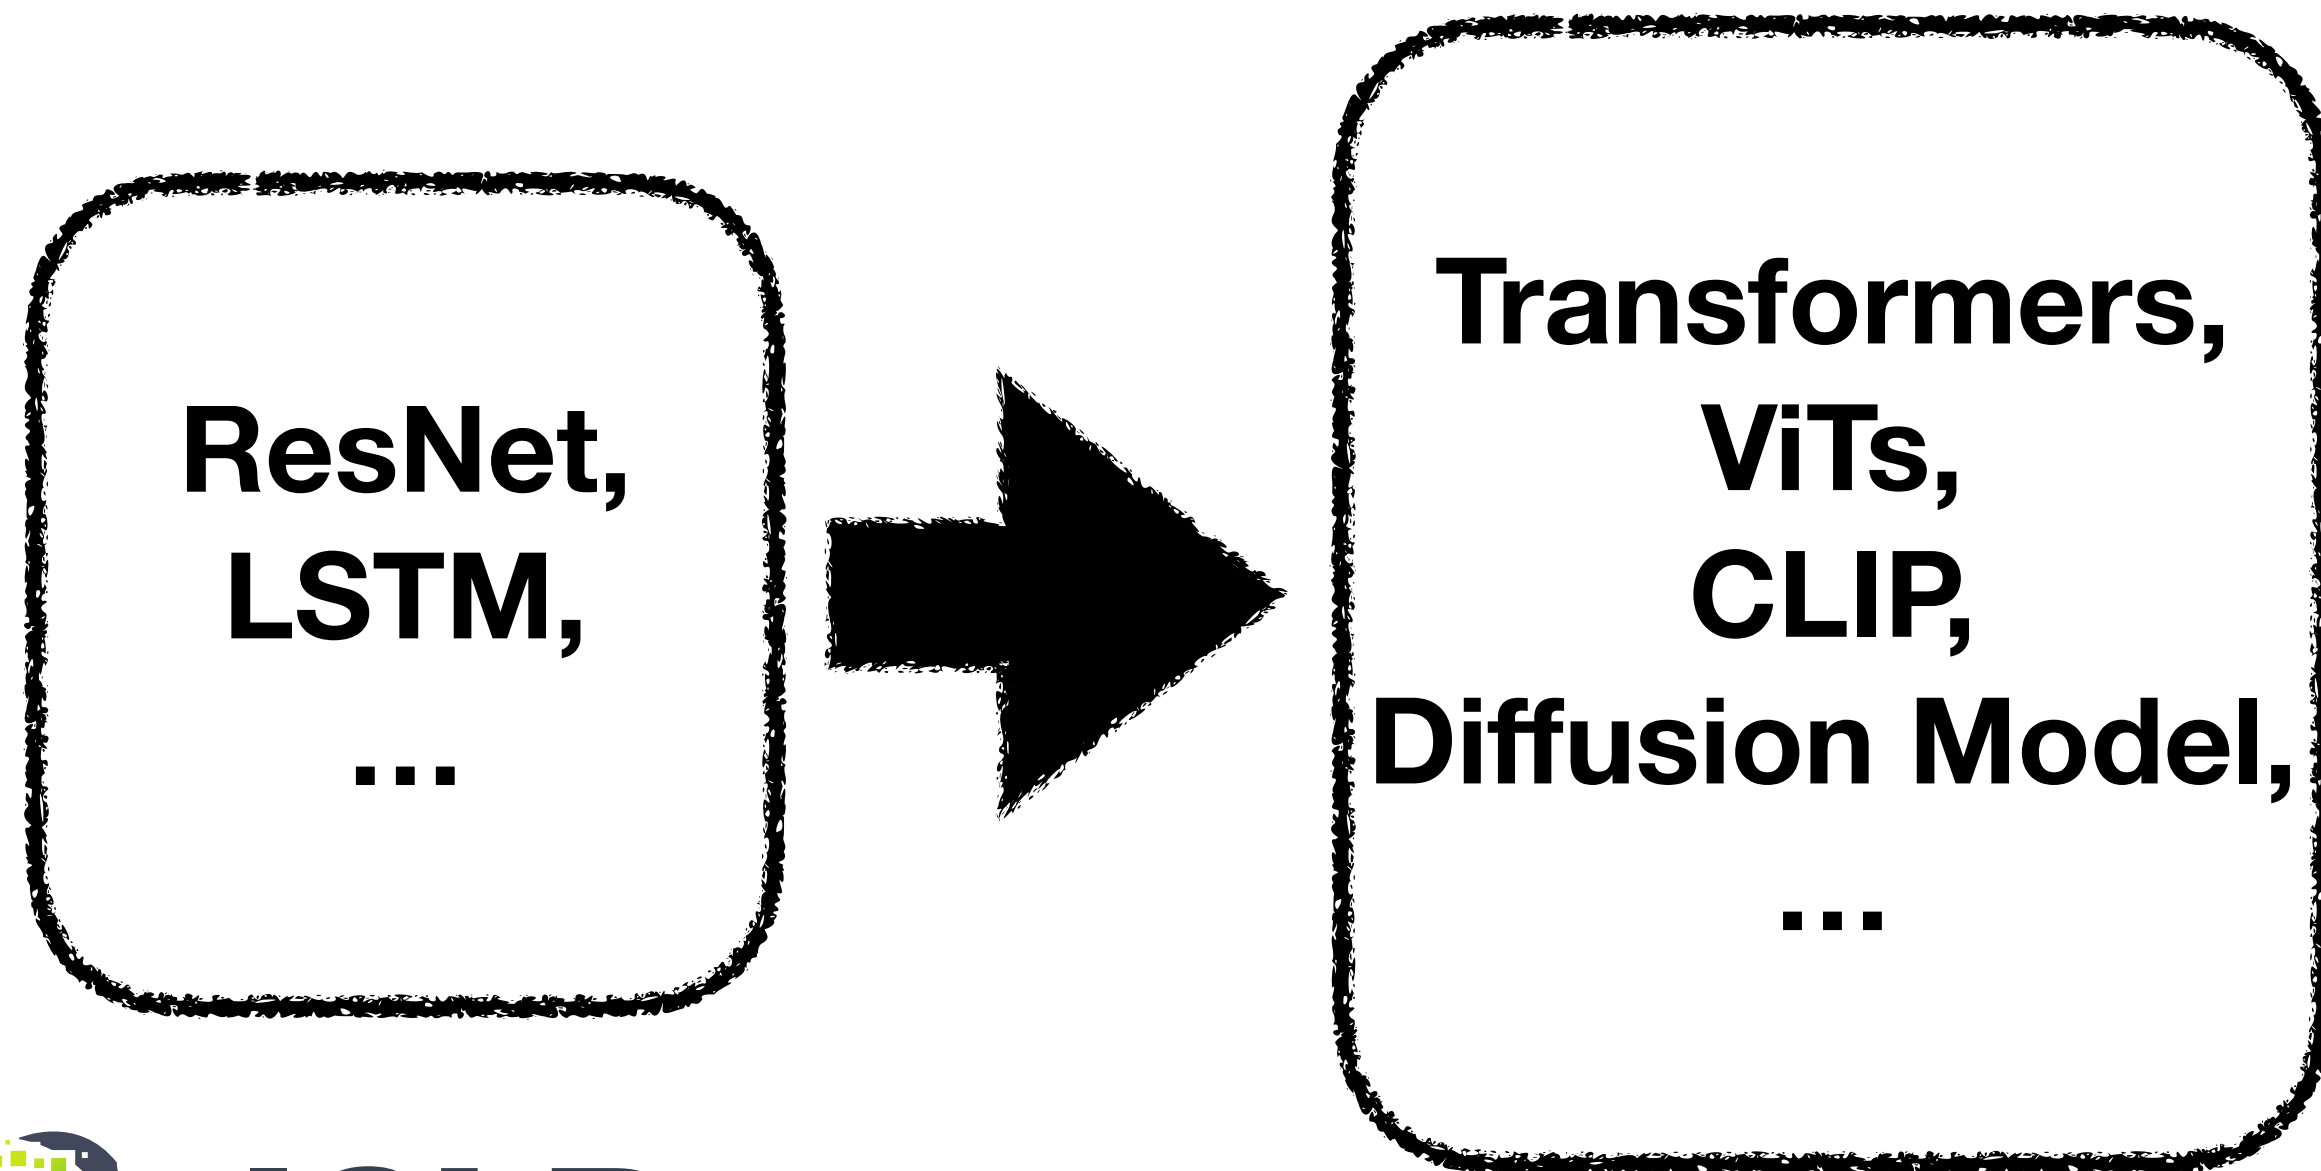 ResNet,
LSTM,
...
Transformers,
ViTs,
CLIP,
Diffusion Model,
...